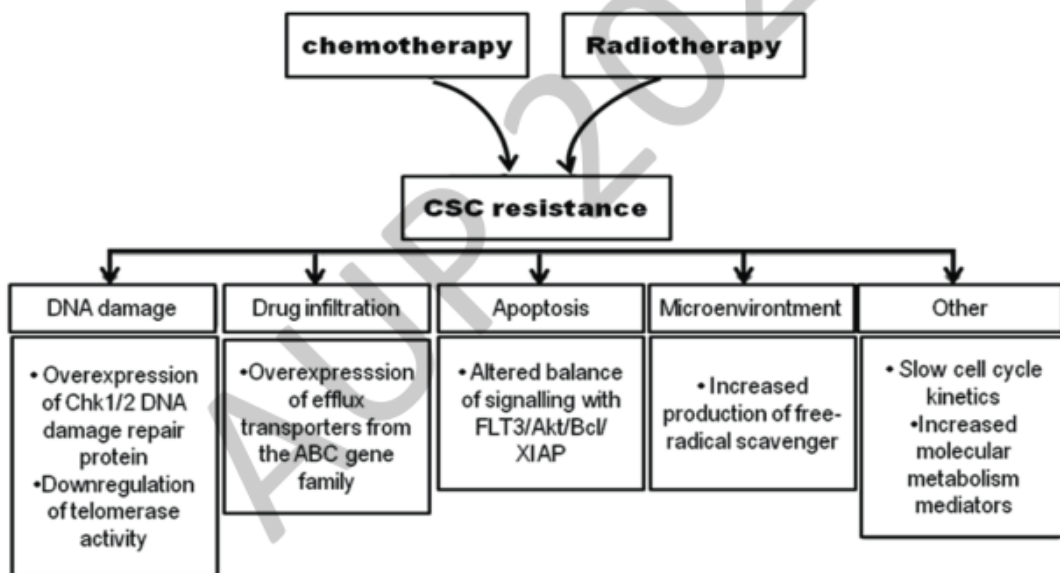 chemotherapy
Radiotherapy
CSC resistance
DNA damage
Drug infiltration
Apoptosis
Microenvirontment
Other
• Overexpression
of Chk1/2 DNA
damage repair
protein
•Downregulation
of telomerase
activity
•Overexpresssion
of efflux
transporters from
the ABC gene
family
• Altered balance
of signalling with
FLT3/Akt/Bcl/
XIAP
• Increased
production of free-
radical scavenger
• Slow cell cycle
kinetics
•Increased
molecular
metabolism
mediators
AUP 202